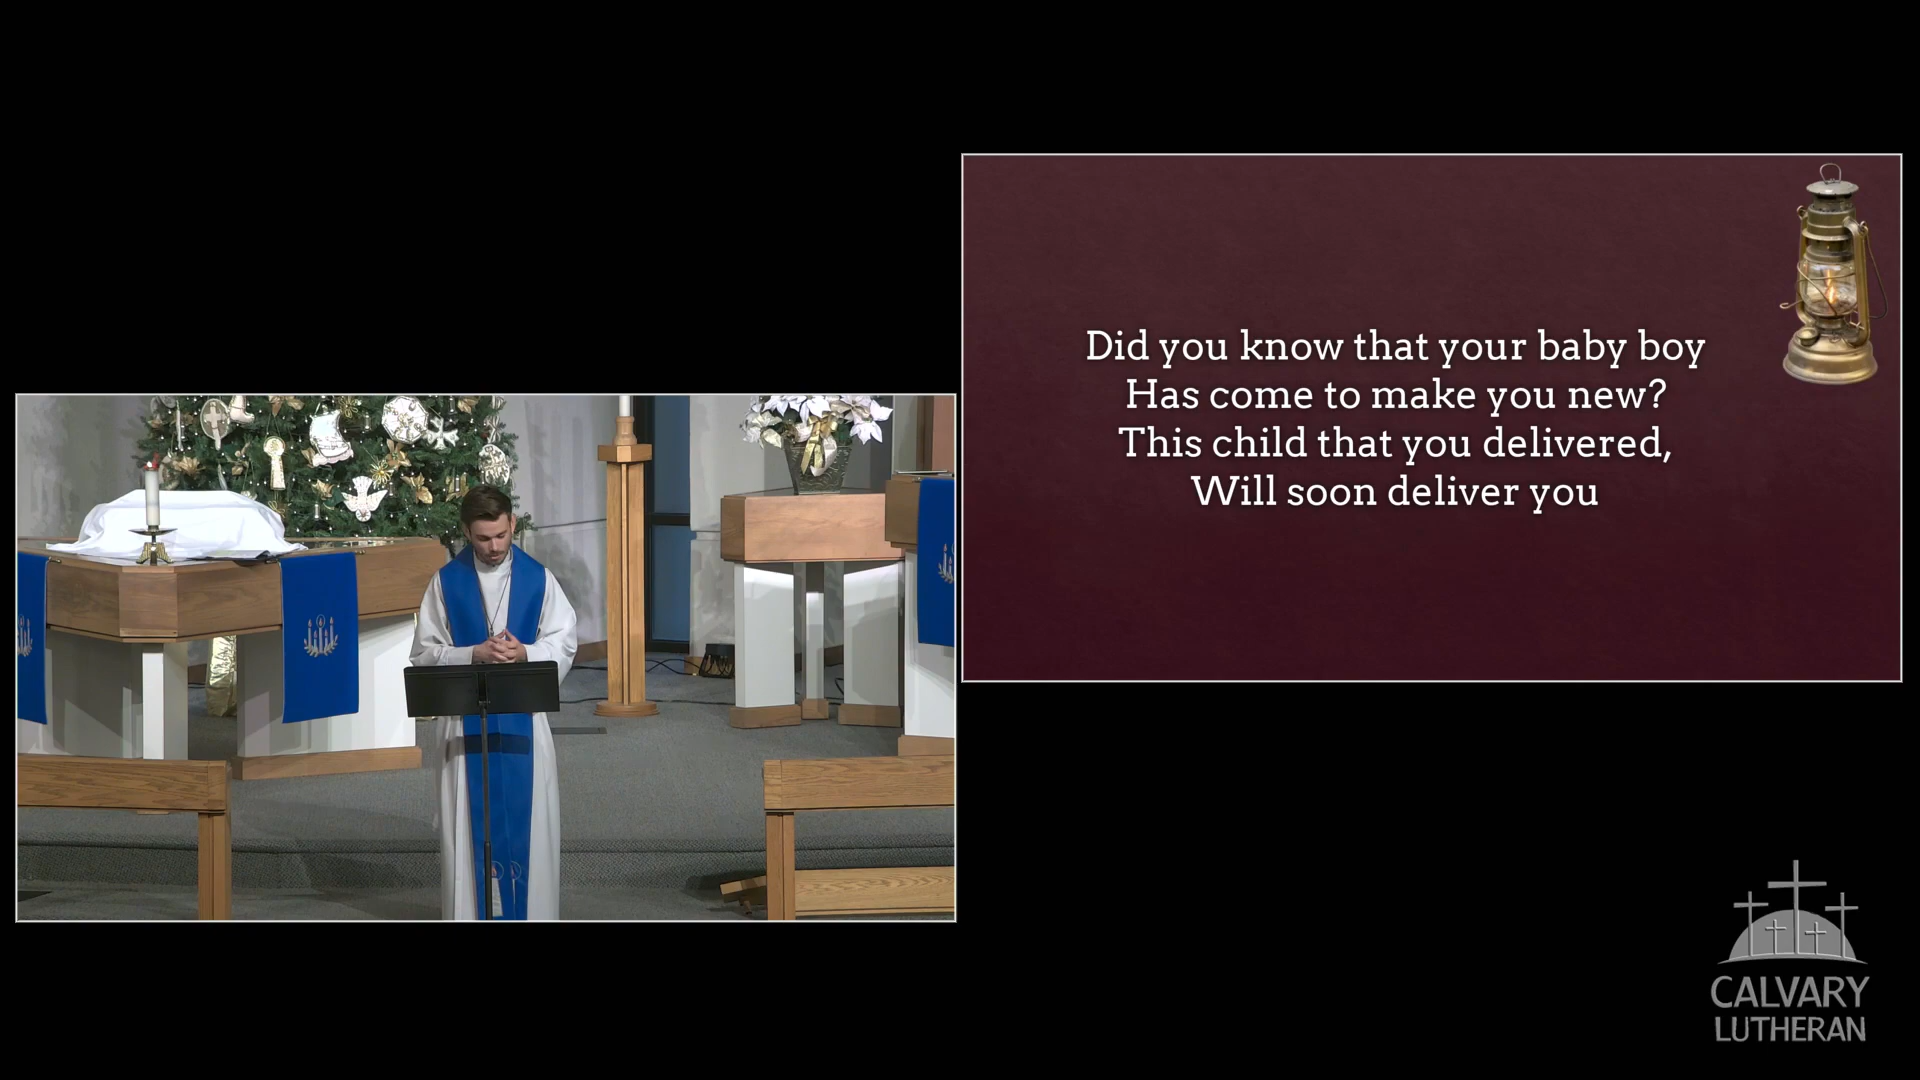 Did you know that your baby boy
Has come to make you new?
This child that you delivered,
Will soon deliver you
CALVARY
LUTHERAN